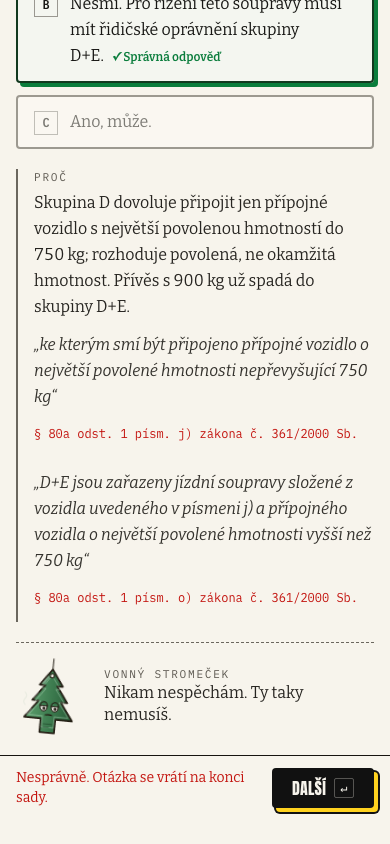 B Nesmí. Pro řízení této soupravy musí
mít řidičské oprávnění skupiny
D+E. ✓Správná odpověď
C Ano, může.
PROČ
Skupina D dovoluje připojit jen přípojné
vozidlo s největší povolenou hmotností do
750 kg; rozhoduje povolená, ne okamžitá
hmotnost. Přívěs s 900 kg už spadá do
skupiny D+E.
„ke kterým smí být připojeno přípojné vozidlo o
největší povolené hmotnosti nepřevyšující 750
kg“
§ 80a odst. 1 písm. j) zákona č. 361/2000 Sb.
„D+E jsou zařazeny jízdní soupravy složené z
vozidla uvedeného v písmeni j) a přípojného
vozidla o největší povolené hmotnosti vyšší než
750 kg“
§ 80a odst. 1 písm. o) zákona č. 361/2000 Sb.
VONNÝ STROMEČEK
Nikam nespěchám. Ty taky
nemusíš.
Nesprávně. Otázka se vrátí na konci
sady.
DALŠÍ ↵